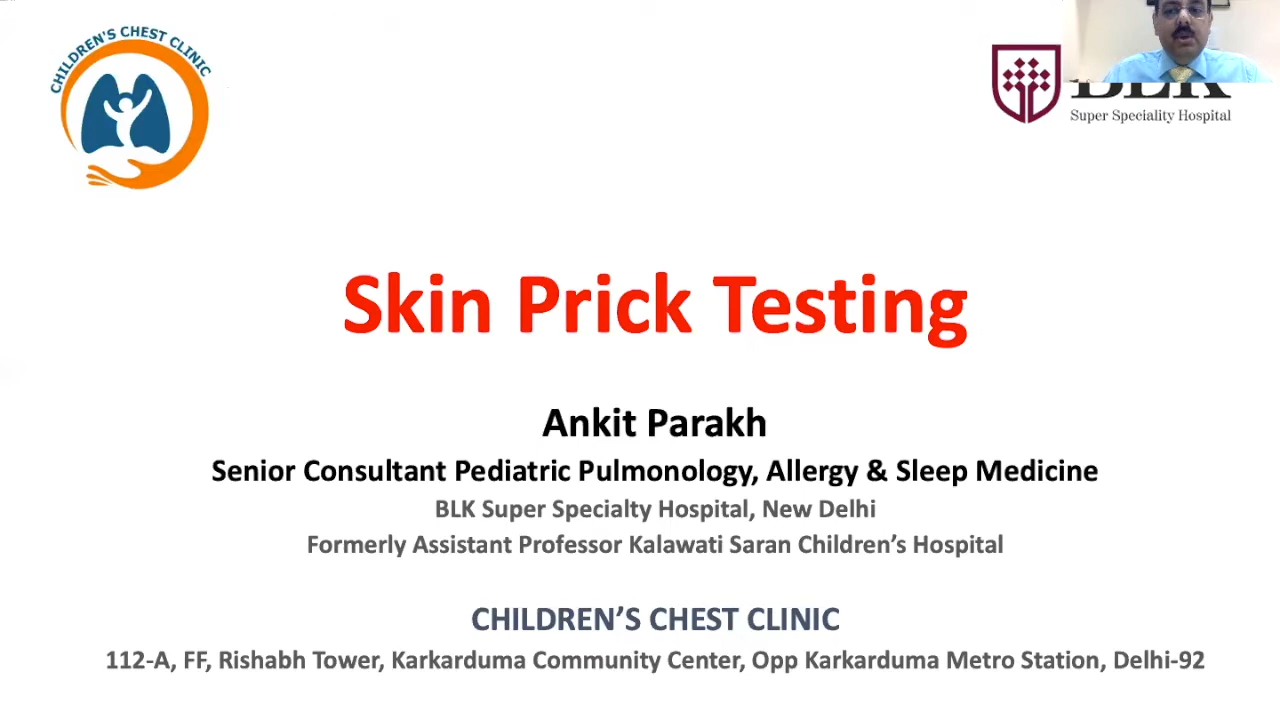 CHILDREN'S CHEST CLINIC
Super Speciality Hospital
Skin Prick Testing
Ankit Parakh
Senior Consultant Pediatric Pulmonology, Allergy & Sleep Medicine
BLK Super Specialty Hospital, New Delhi
Formerly Assistant Professor Kalawati Saran Children's Hospital
CHILDREN'S CHEST CLINIC
112-A, FF, Rishabh Tower, Karkarduma Community Center, Opp Karkarduma Metro Station, Delhi-92